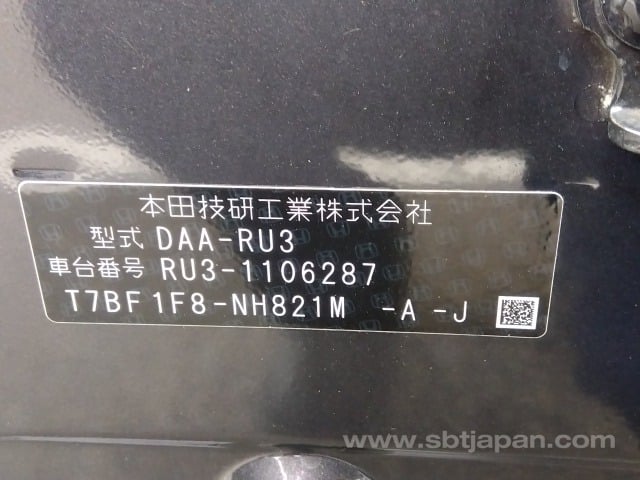 本田技研工業株式会社
型式 DAA-RU3
車台番号 RU3-1106287
T7BF1F8-NH821M -A -J
www.sbtjapan.com